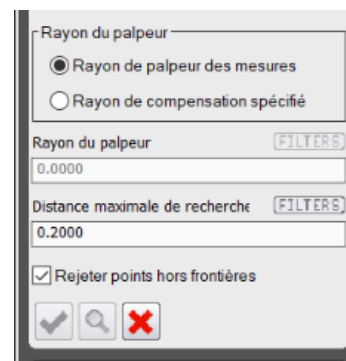 Rayon du palpeur
Rayon de palpeur des mesures
Rayon de compensation spécifié
Rayon du palpeur [FILTERS]
0.0000
Distance maximale de recherche [FILTERS]
0.2000
Rejeter points hors frontières